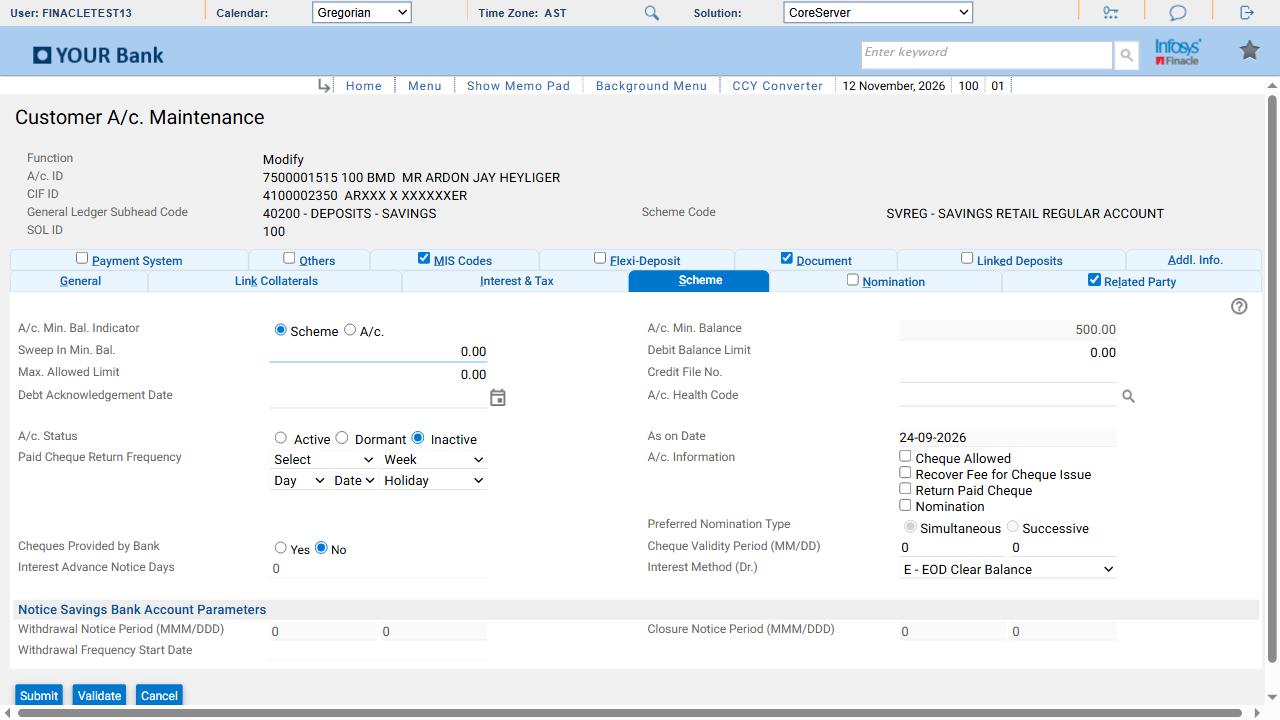 User: FINACLETEST13 Calendar: Gregorian Time Zone: AST Solution: CoreServer
YOUR Bank Enter keyword Infosys Finacle
Home Menu Show Memo Pad Background Menu CCY Converter 12 November, 2026 100 01
Customer A/c. Maintenance
Function Modify
A/c. ID 7500001515 100 BMD MR ARDON JAY HEYLIGER
CIF ID 4100002350 ARXXX X XXXXXXER
General Ledger Subhead Code 40200 - DEPOSITS - SAVINGS Scheme Code SVREG - SAVINGS RETAIL REGULAR ACCOUNT
SOL ID 100
Payment System Others MIS Codes Flexi-Deposit Document Linked Deposits Addl. Info.
General Link Collaterals Interest & Tax Scheme Nomination Related Party
A/c. Min. Bal. Indicator Scheme A/c. A/c. Min. Balance 500.00
Sweep In Min. Bal. 0.00 Debit Balance Limit 0.00
Max. Allowed Limit 0.00 Credit File No.
Debt Acknowledgement Date A/c. Health Code
A/c. Status Active Dormant Inactive As on Date 24-09-2026
Paid Cheque Return Frequency Select Week A/c. Information Cheque Allowed
Recover Fee for Cheque Issue
Day Date Holiday Return Paid Cheque
Nomination
Preferred Nomination Type Simultaneous Successive
Cheques Provided by Bank Yes No Cheque Validity Period (MM/DD) 0 0
Interest Advance Notice Days 0 Interest Method (Dr.) E - EOD Clear Balance
Notice Savings Bank Account Parameters
Withdrawal Notice Period (MMM/DDD) 0 0 Closure Notice Period (MMM/DDD) 0 0
Withdrawal Frequency Start Date
Submit Validate Cancel